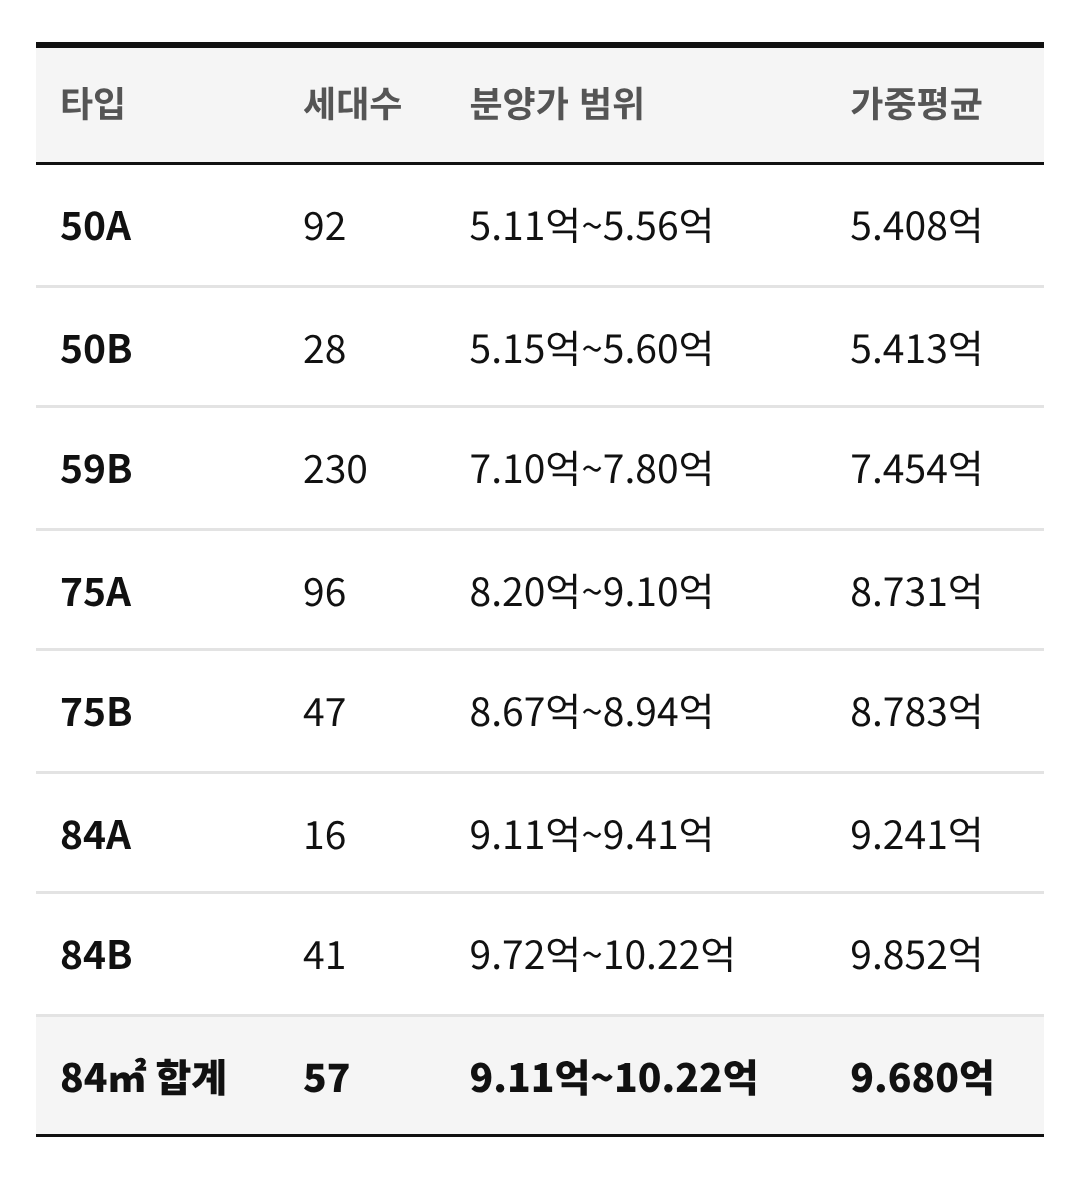 타입 세대수 분양가 범위 가중평균
50A 92 5.11억~5.56억 5.408억
50B 28 5.15억~5.60억 5.413억
59B 230 7.10억~7.80억 7.454억
75A 96 8.20억~9.10억 8.731억
75B 47 8.67억~8.94억 8.783억
84A 16 9.11억~9.41억 9.241억
84B 41 9.72억~10.22억 9.852억
84㎡ 합계 57 9.11억~10.22억 9.680억